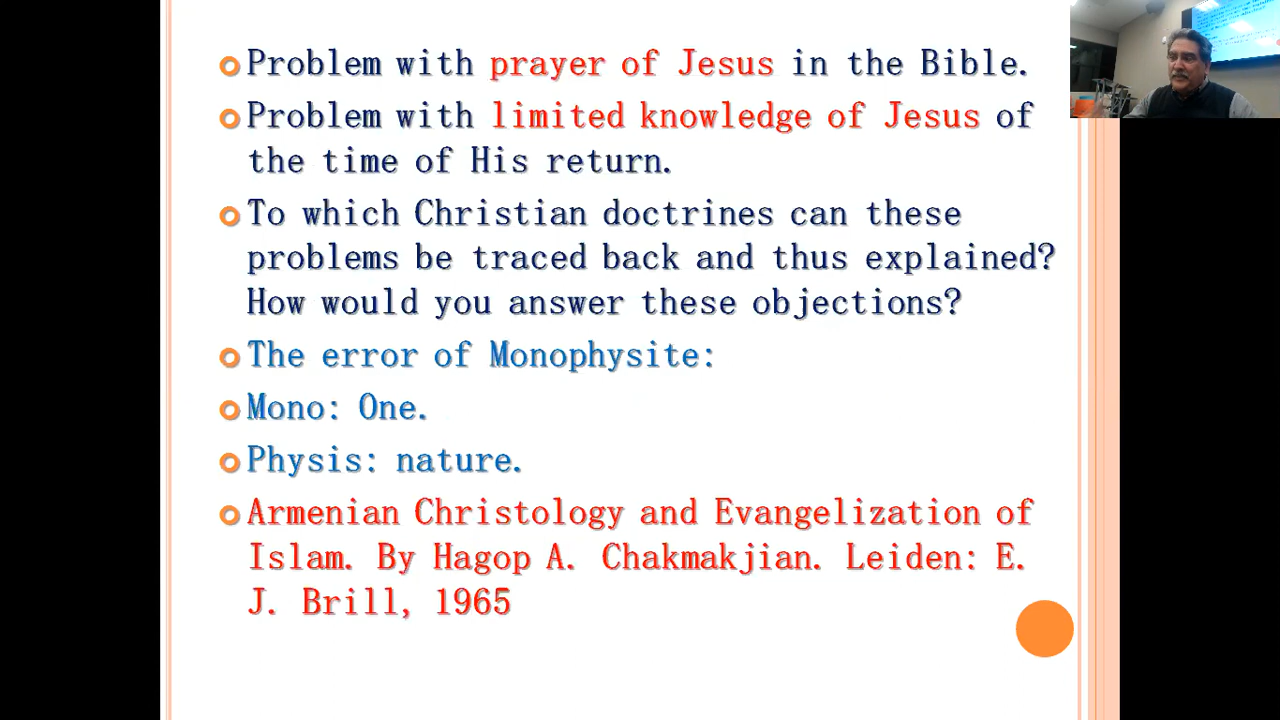 Problem with prayer of Jesus in the Bible.
Problem with limited knowledge of Jesus of
the time of His return.
To which Christian doctrines can these
problems be traced back and thus explained?
How would you answer these objections?
The error of Monophysite:
Mono: One.
Physis: nature.
Armenian Christology and Evangelization of
Islam. By Hagop A. Chakmakjian. Leiden: E.
J. Brill, 1965